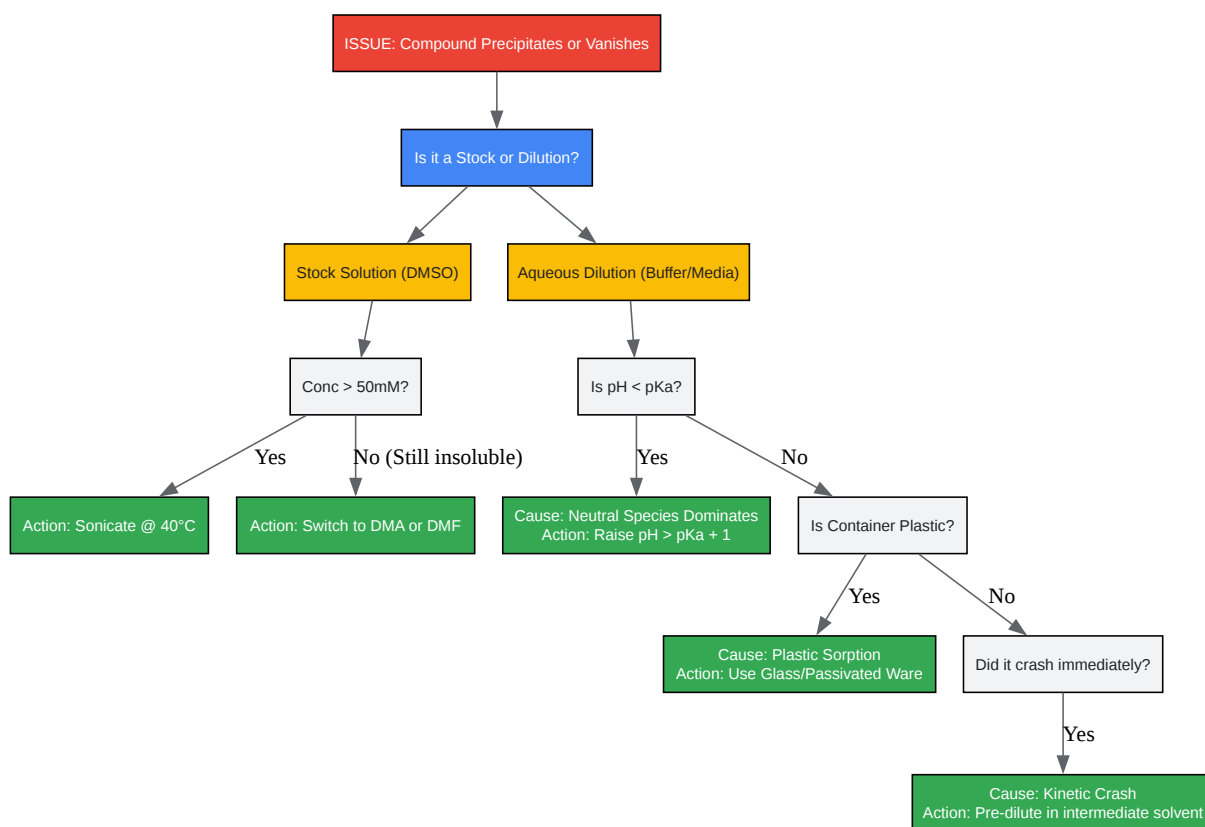 ISSUE: Compound Precipitates or Vanishes
Is it a Stock or Dilution?
Stock Solution (DMSO)
Aqueous Dilution (Buffer/Media)
Conc > 50mM?
Is pH < pKa?
Yes
No (Still insoluble)
Yes
No
Action: Sonicate @ 40°C
Action: Switch to DMA or DMF
Cause: Neutral Species Dominates
Action: Raise pH > pKa + 1
Is Container Plastic?
Yes
No
Cause: Plastic Sorption
Action: Use Glass/Passivated Ware
Did it crash immediately?
Yes
Cause: Kinetic Crash
Action: Pre-dilute in intermediate solvent